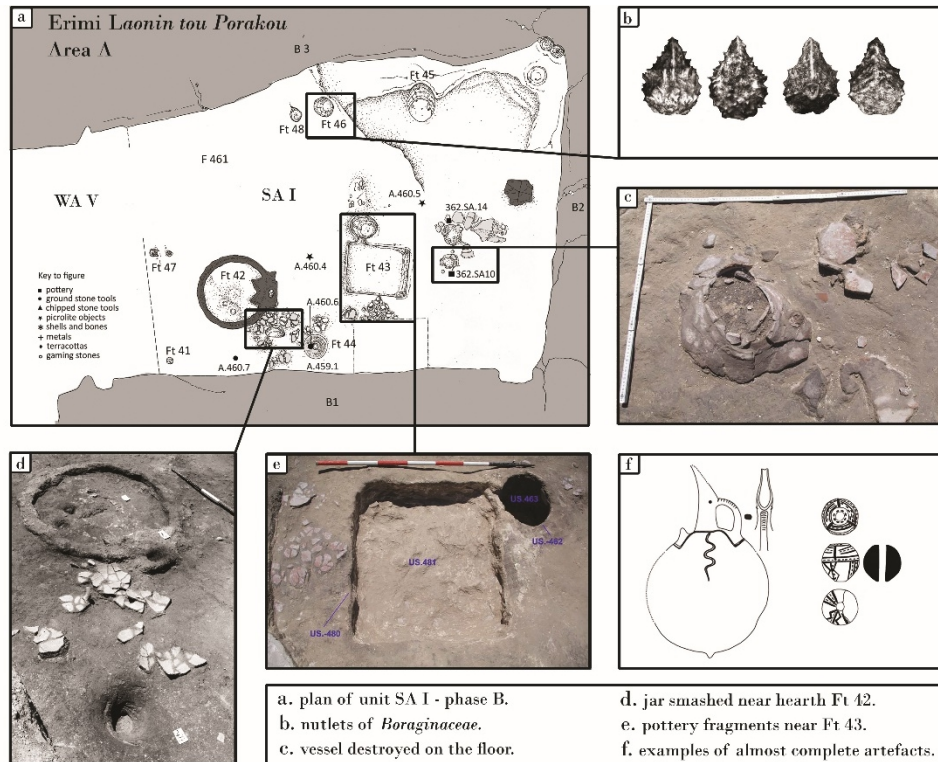 a
Erimi Laonin tou Porakou
Area A
B 3
Ft 45
Ft 48
Ft 46
F 461
WA V
SA I
A.460.5
362.SA.14
B2
Ft 47
Ft 42
A.460.4
Ft 43
362.SA10
Key to figure
pottery
ground stone tools
chipped stone tools
picrolite objects
shells and bones
metals
terracottas
gaming stones
A.460.6
Ft 41
Ft 44
A.460.7
A.459.1
B1
b
c
d
e
US.463
US.-482
US.481
US.-480
f
a. plan of unit SA I - phase B.
b. nutlets of Boraginaceae.
c. vessel destroyed on the floor.
d. jar smashed near hearth Ft 42.
e. pottery fragments near Ft 43.
f. examples of almost complete artefacts.